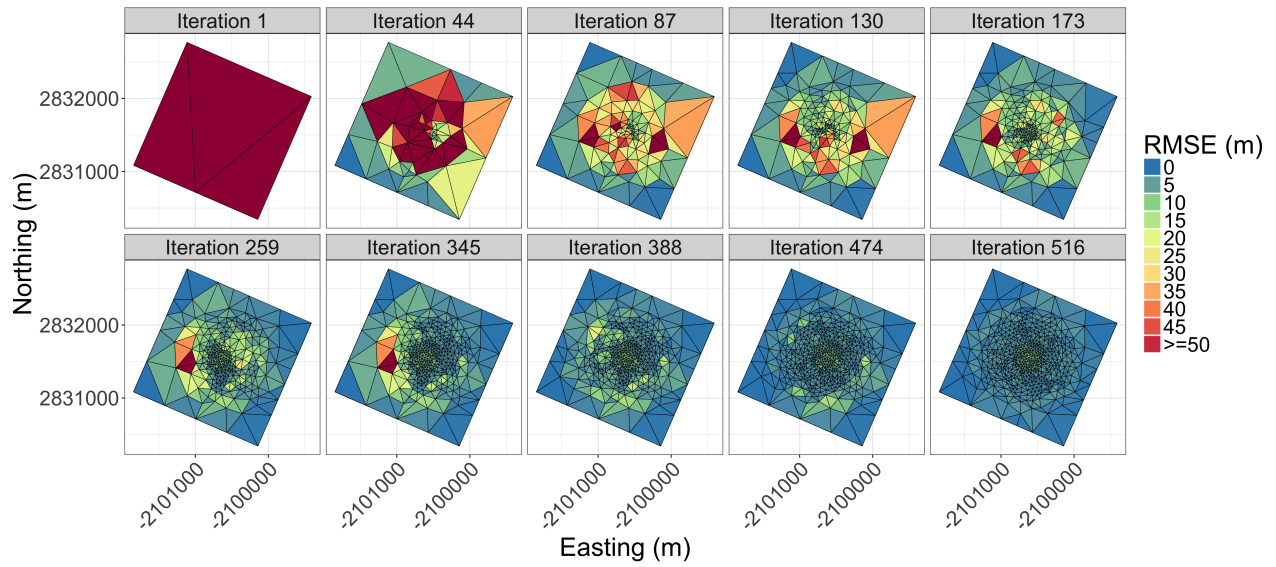 Iteration 1
Iteration 44
Iteration 87
Iteration 130
Iteration 173
2832000
2831000
Iteration 259
Iteration 345
Iteration 388
Iteration 474
Iteration 516
2832000
2831000
Northing (m)
-2101000
-2100000
-2101000
-2100000
-2101000
-2100000
-2101000
-2100000
-2101000
-2100000
Easting (m)
RMSE (m)
0
5
10
15
20
25
30
35
40
45
>=50